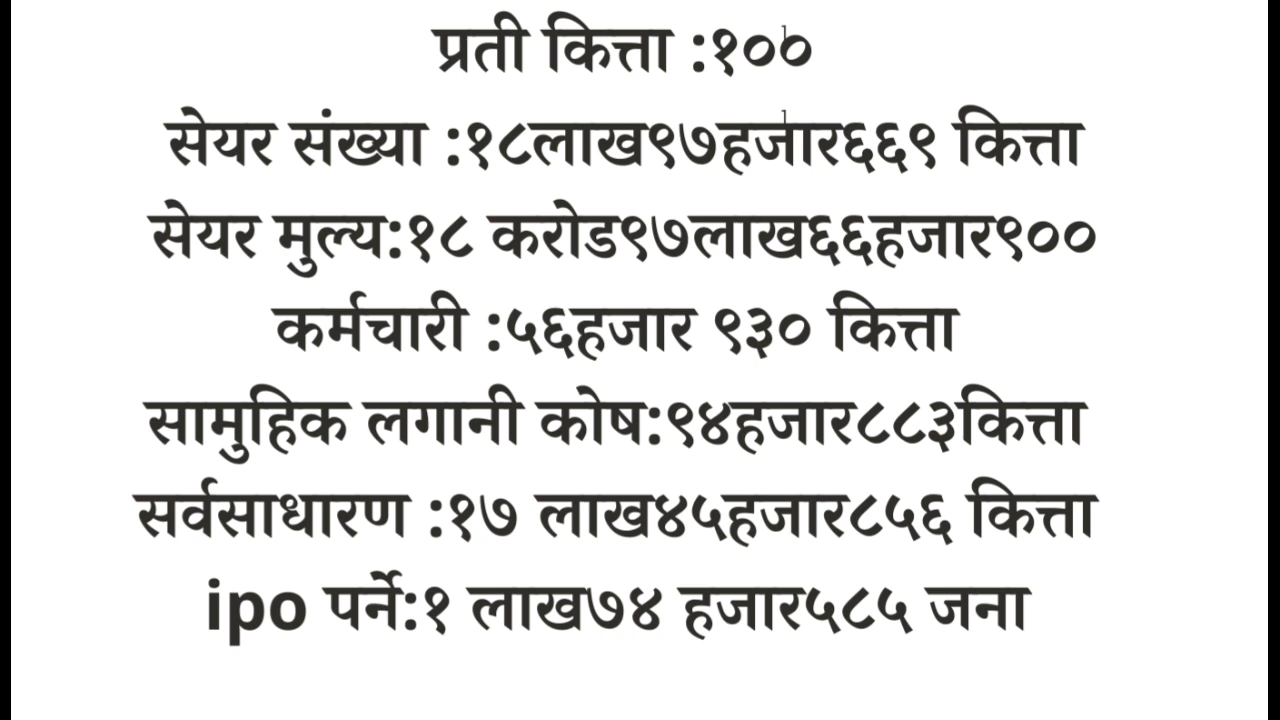 प्रती कित्ता :१००
सेयर संख्या :१८लाख९७हजार६६९ कित्ता
सेयर मुल्य:१८ करोड९७लाख६६हजार९००
कर्मचारी :५६हजार ९३० कित्ता
सामुहिक लगानी कोष:९४हजार८८३कित्ता
सर्वसाधारण :१७ लाख४५हजार८५६ कित्ता
ipo पर्ने:१ लाख७४ हजार५८५ जना